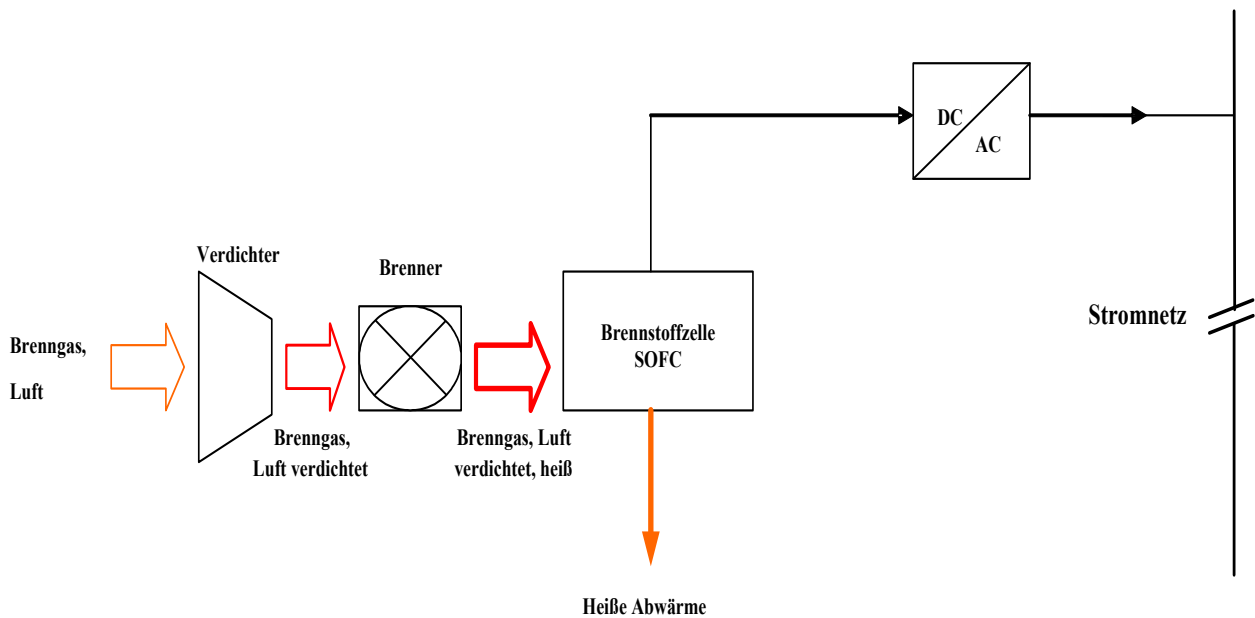 DC
AC
Verdichter
Brenner
Brenngas,
Luft
Brennstoffzelle
SOFC
Stromnetz
Brenngas,
Luft verdichtet
Brenngas, Luft
verdichtet, heiß
Heiße Abwärme